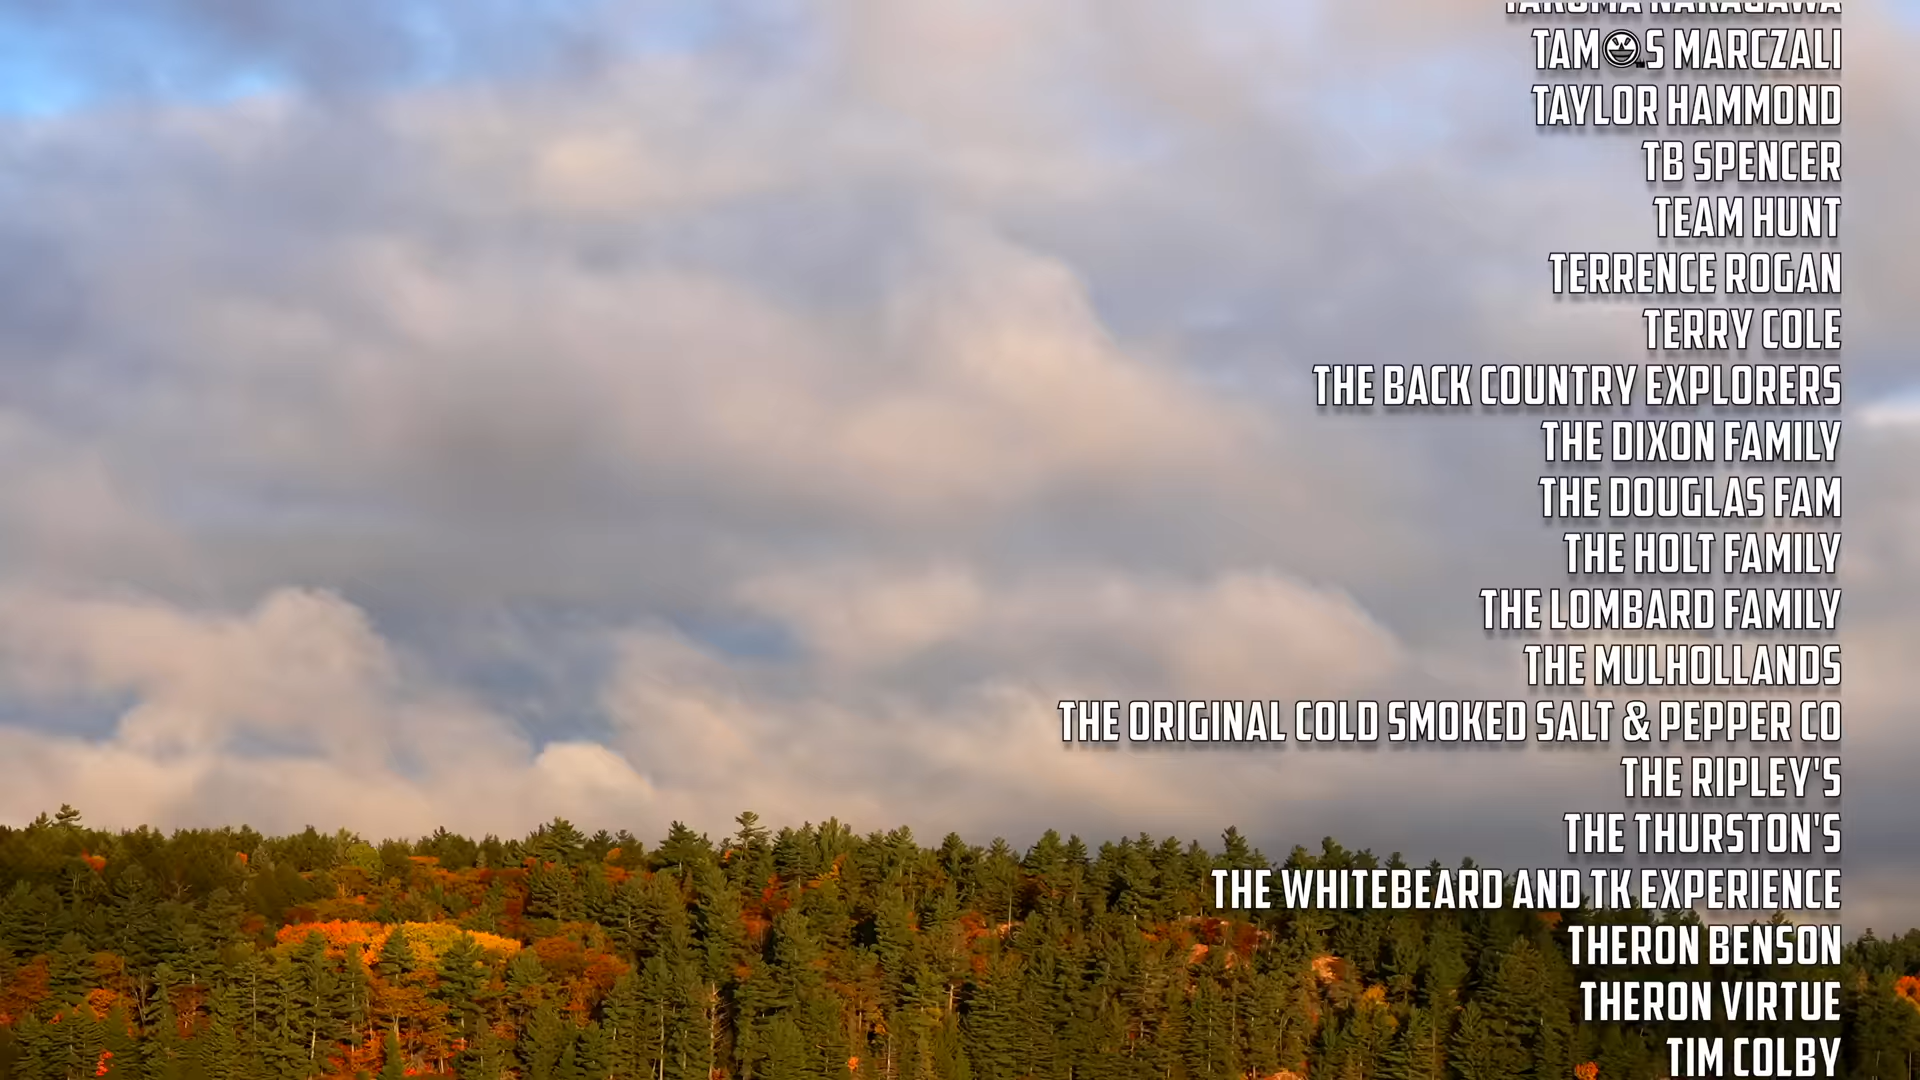 TAKUMA NAKAGAWA
TAM☺S MARCZALI
TAYLOR HAMMOND
TB SPENCER
TEAM HUNT
TERRENCE ROGAN
TERRY COLE
THE BACK COUNTRY EXPLORERS
THE DIXON FAMILY
THE DOUGLAS FAM
THE HOLT FAMILY
THE LOMBARD FAMILY
THE MULHOLLANDS
THE ORIGINAL COLD SMOKED SALT & PEPPER CO
THE RIPLEY'S
THE THURSTON'S
THE WHITEBEARD AND TK EXPERIENCE
THERON BENSON
THERON VIRTUE
TIM COLBY